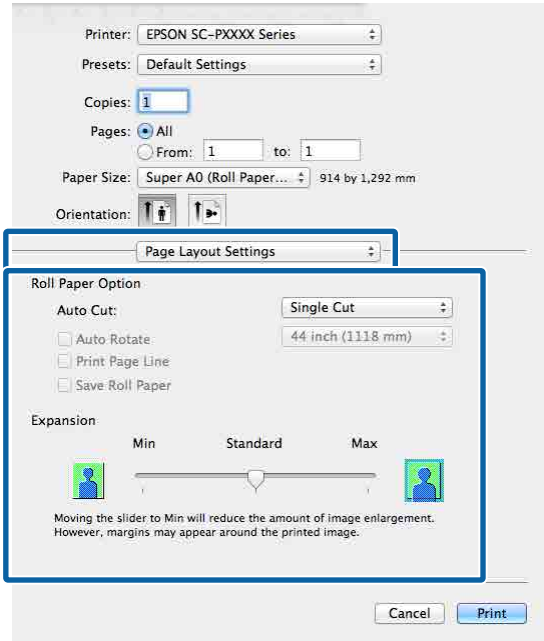 Printer: EPSON SC-PXXXX Series
Presets: Default Settings
Copies: 1
Pages: All
From: 1 to: 1
Paper Size: Super A0 (Roll Paper... 914 by 1,292 mm
Orientation:
Page Layout Settings
Roll Paper Option
Auto Cut: Single Cut
Auto Rotate 44 inch (1118 mm)
Print Page Line
Save Roll Paper
Expansion
Min Standard Max
Moving the slider to Min will reduce the amount of image enlargement.
However, margins may appear around the printed image.
Cancel Print